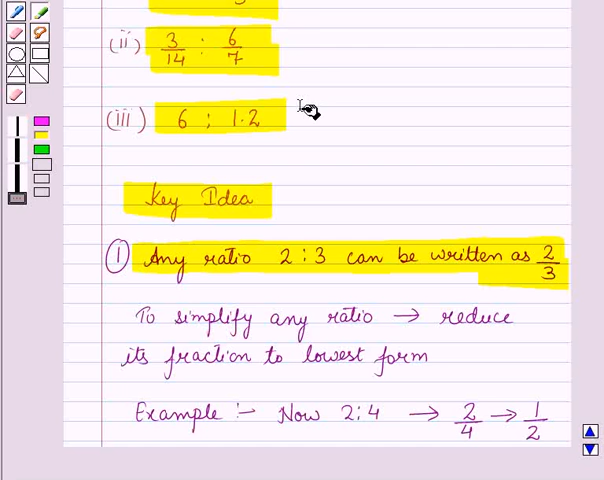 (ii) 3/14 : 6/7
(iii) 6 : 1.2
Key Idea
① Any ratio 2 : 3 can be written as 2/3
To simplify any ratio → reduce
its fraction to lowest form
Example :- Now 2:4 → 2/4 → 1/2